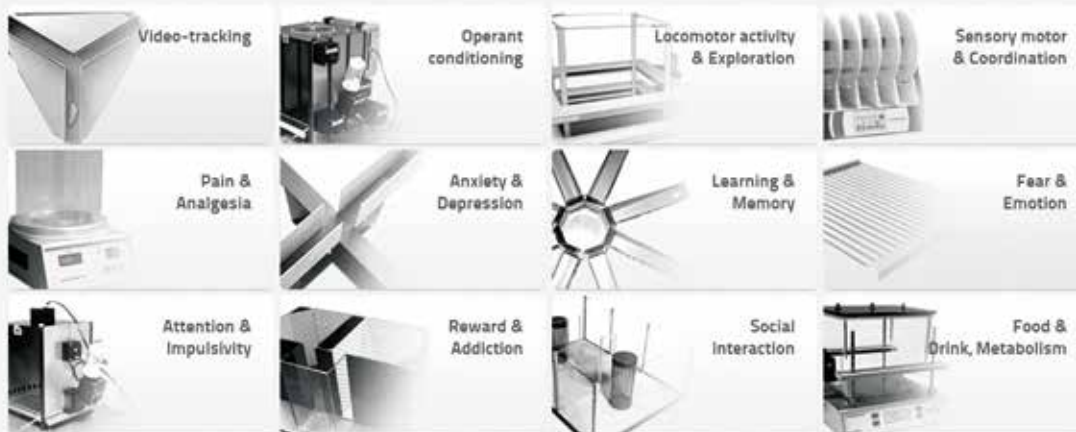 Video-tracking
Operant
conditioning
Locomotor activity
& Exploration
Sensory motor
& Coordination
Pain &
Analgesia
Anxiety &
Depression
Learning &
Memory
Fear &
Emotion
Attention &
Impulsivity
Reward &
Addiction
Social
Interaction
Food &
Drink, Metabolism